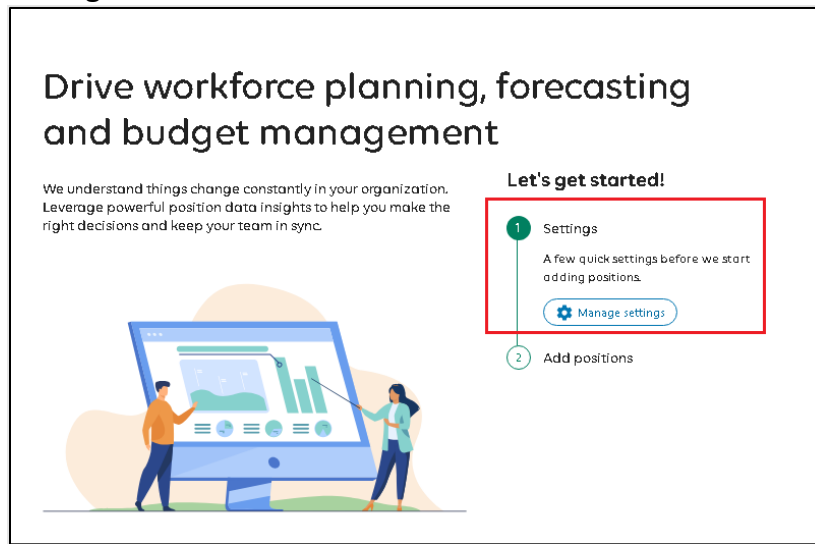 Drive workforce planning, forecasting
and budget management
We understand things change constantly in your organization.
Leverage powerful position data insights to help you make the
right decisions and keep your team in sync.
Let's get started!
1 Settings
A few quick settings before we start
adding positions.
Manage settings
2 Add positions